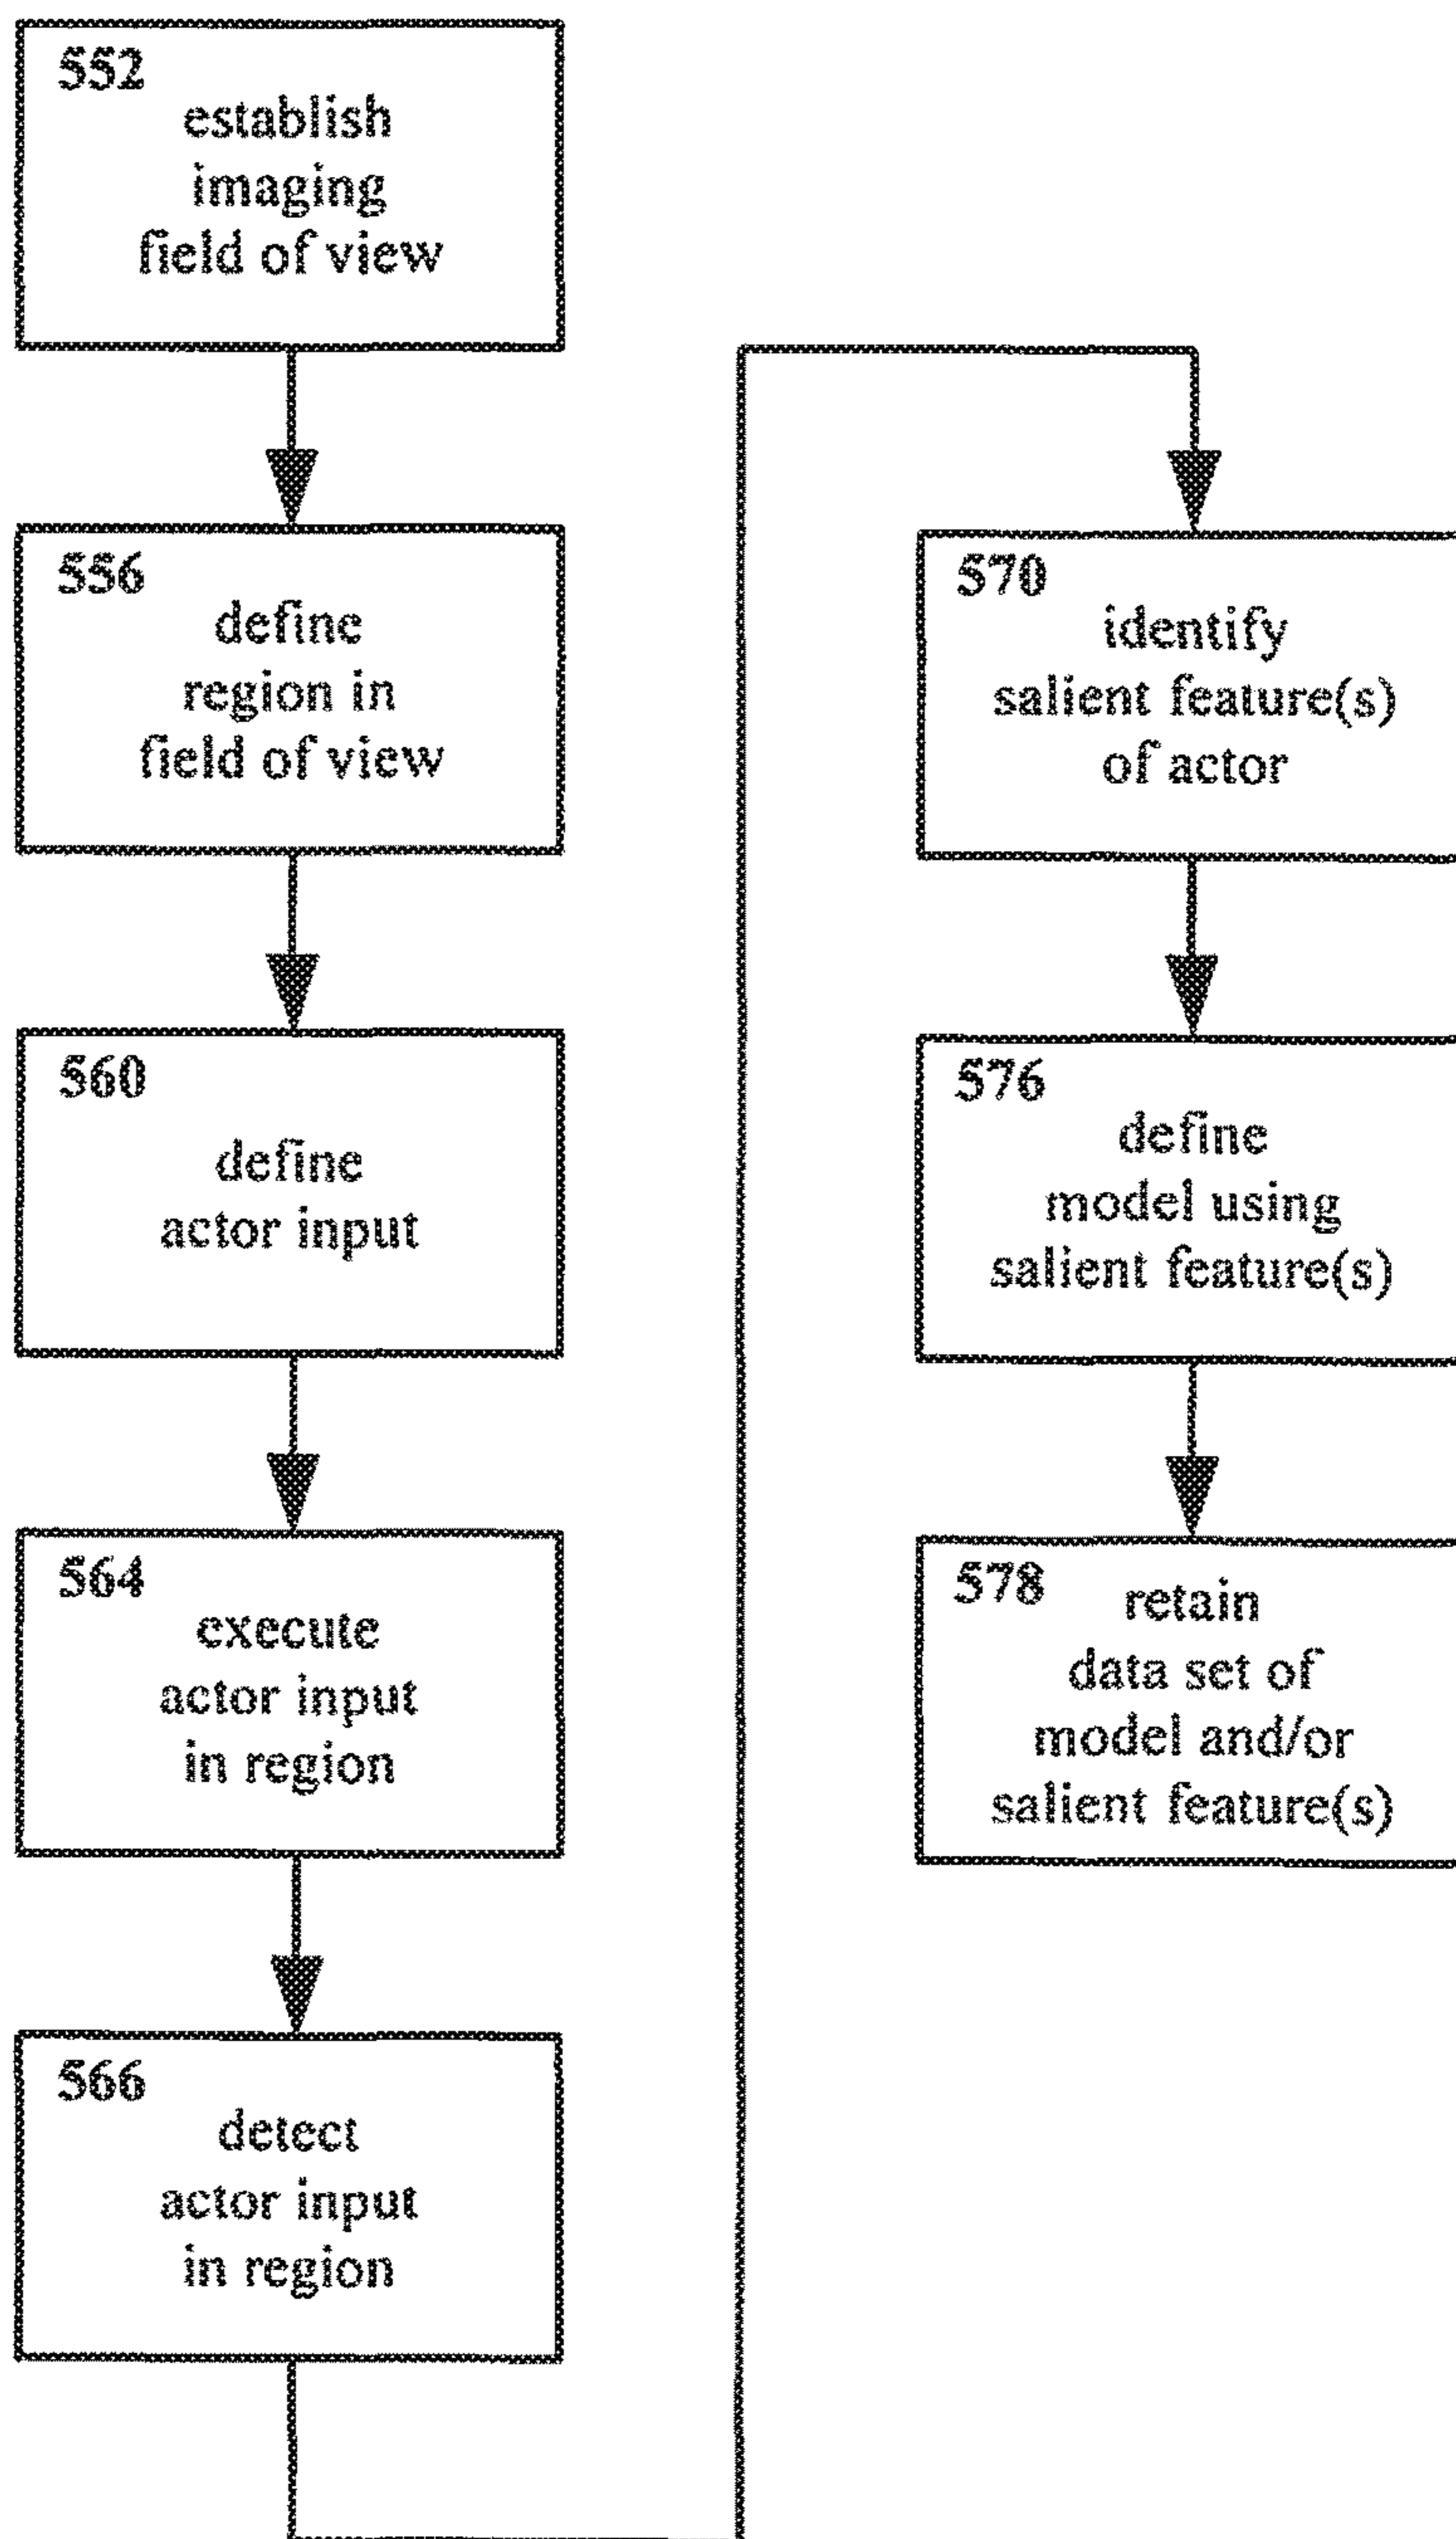 552
establish
imaging
field of view
556
define
region in
field of view
560
define
actor input
564
execute
actor input
in region
566
detect
actor input
in region
570
identify
salient feature(s)
of actor
576
define
model using
salient feature(s)
578
retain
data set of
model and/or
salient feature(s)